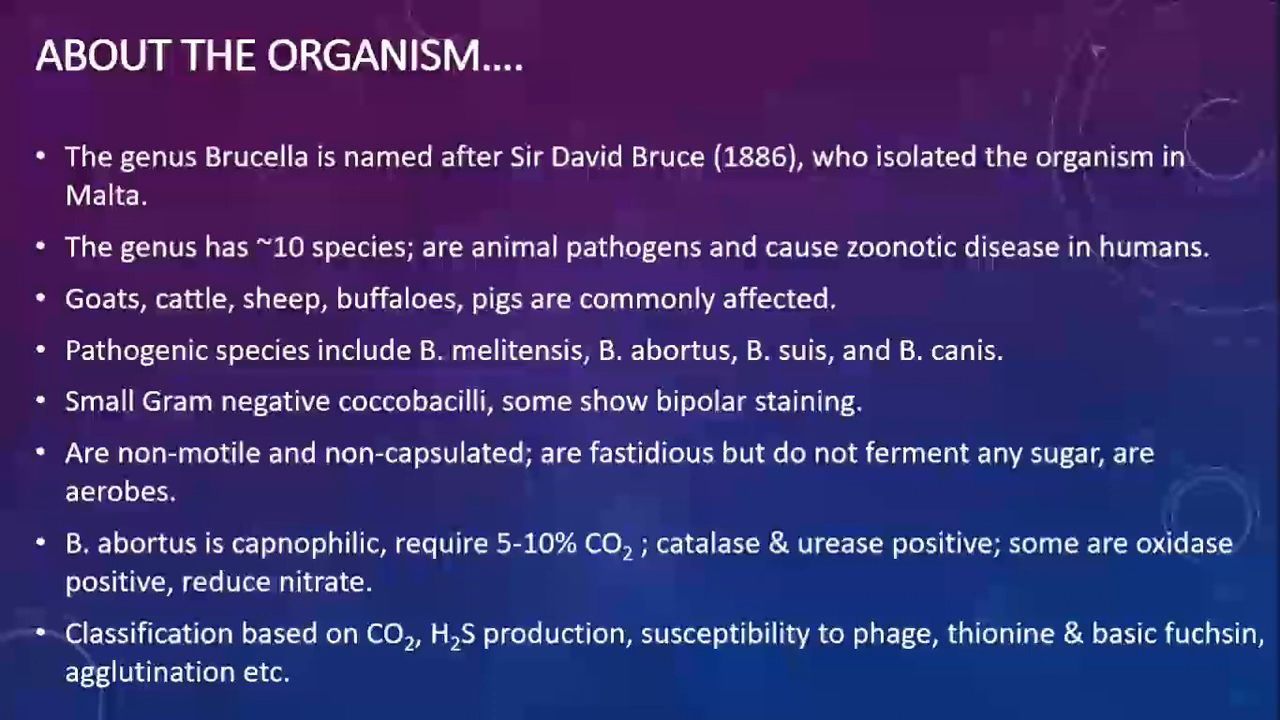 ABOUT THE ORGANISM....
• The genus Brucella is named after Sir David Bruce (1886), who isolated the organism in
Malta.
• The genus has ~10 species; are animal pathogens and cause zoonotic disease in humans.
• Goats, cattle, sheep, buffaloes, pigs are commonly affected.
• Pathogenic species include B. melitensis, B. abortus, B. suis, and B. canis.
• Small Gram negative coccobacilli, some show bipolar staining.
• Are non-motile and non-capsulated; are fastidious but do not ferment any sugar, are
aerobes.
• B. abortus is capnophilic, require 5-10% CO₂ ; catalase & urease positive; some are oxidase
positive, reduce nitrate.
• Classification based on CO₂, H₂S production, susceptibility to phage, thionine & basic fuchsin,
agglutination etc.